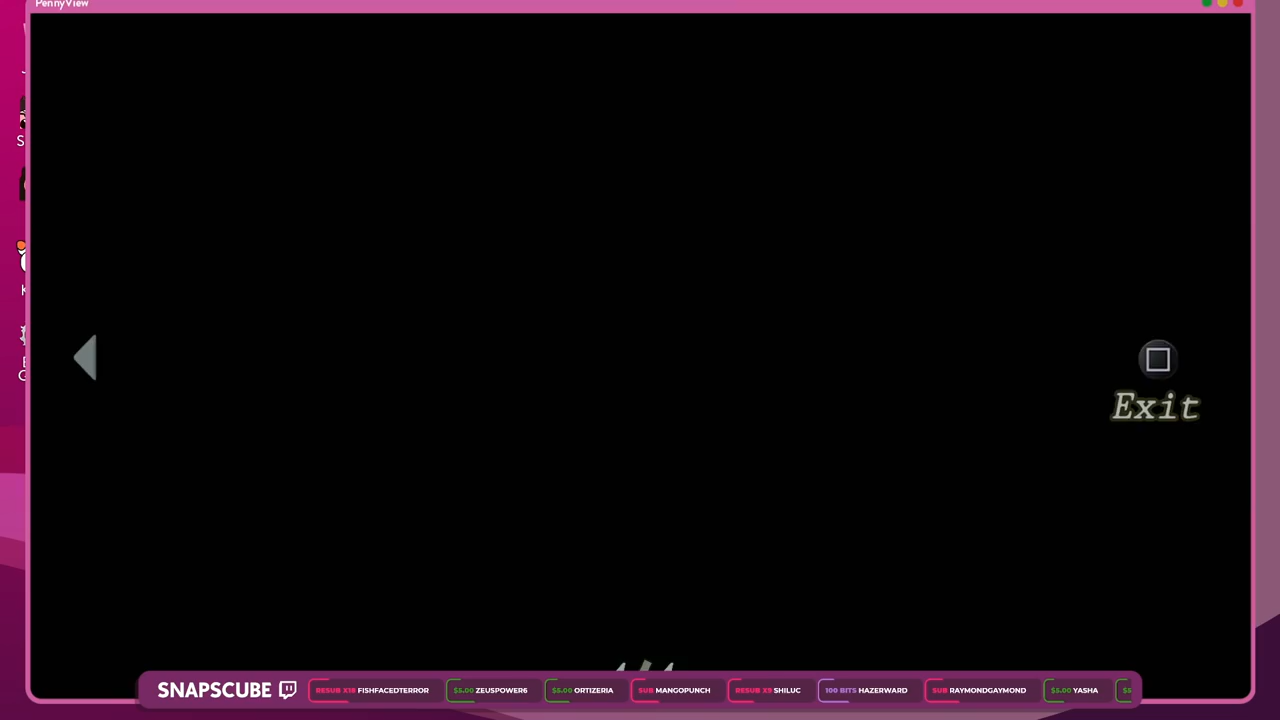 PennyView
Exit
SNAPSCUBE
RESUB X18 FISHFACEDTERROR
$5.00 ZEUSPOWER6
$5.00 ORTIZERIA
SUB MANGOPUNCH
RESUB X9 SHILUC
100 BITS HAZERWARD
SUB RAYMONDGAYMOND
$5.00 YASHA